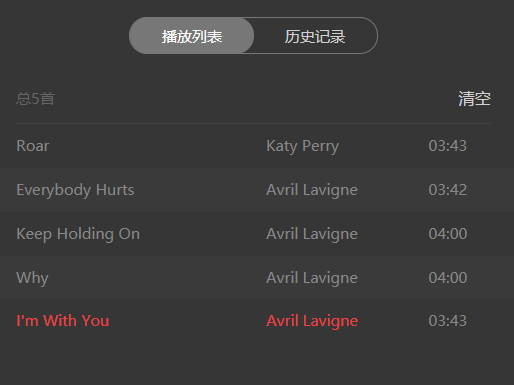 播放列表 历史记录
总5首 清空
Roar Katy Perry 03:43
Everybody Hurts Avril Lavigne 03:42
Keep Holding On Avril Lavigne 04:00
Why Avril Lavigne 04:00
I'm With You Avril Lavigne 03:43